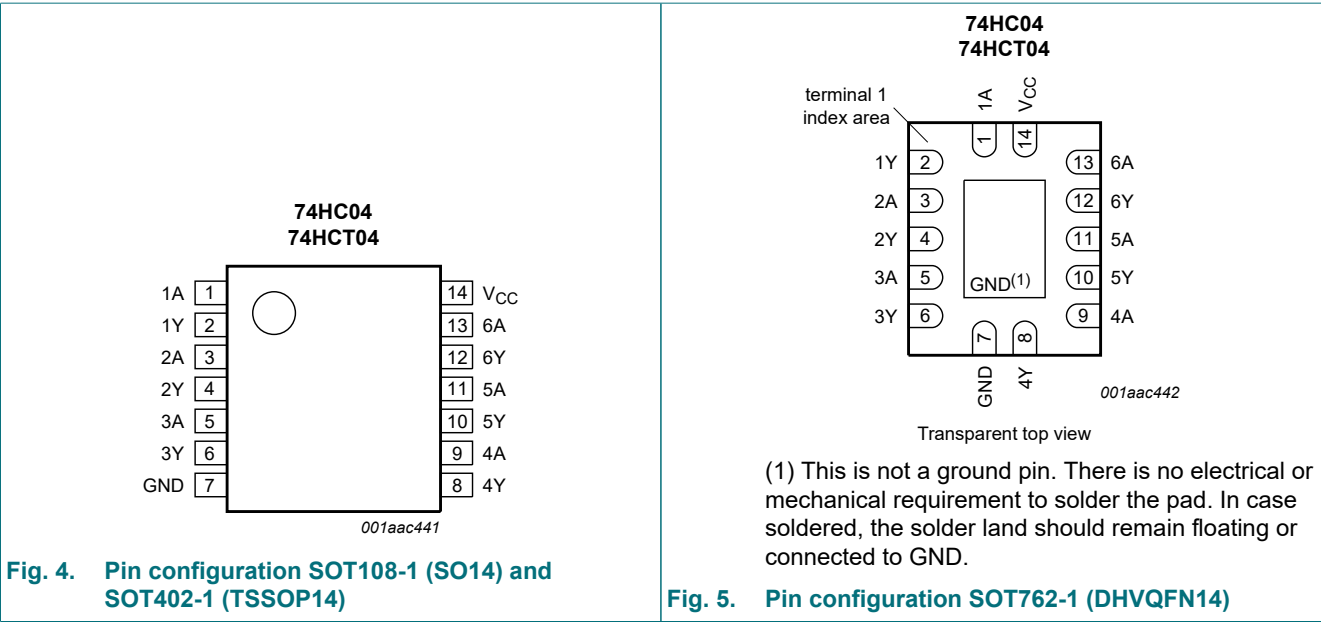 74HC04
74HCT04
1A 1
1Y 2
2A 3
2Y 4
3A 5
3Y 6
GND 7
14 VCC
13 6A
12 6Y
11 5A
10 5Y
9 4A
8 4Y
001aac441
Fig. 4. Pin configuration SOT108-1 (SO14) and
SOT402-1 (TSSOP14)
74HC04
74HCT04
terminal 1
index area
1A
VCC
1
14
1Y 2
2A 3
2Y 4
3A 5
3Y 6
13 6A
12 6Y
11 5A
10 5Y
9 4A
GND(1)
7
8
GND
4Y
001aac442
Transparent top view
(1) This is not a ground pin. There is no electrical or
mechanical requirement to solder the pad. In case
soldered, the solder land should remain floating or
connected to GND.
Fig. 5. Pin configuration SOT762-1 (DHVQFN14)